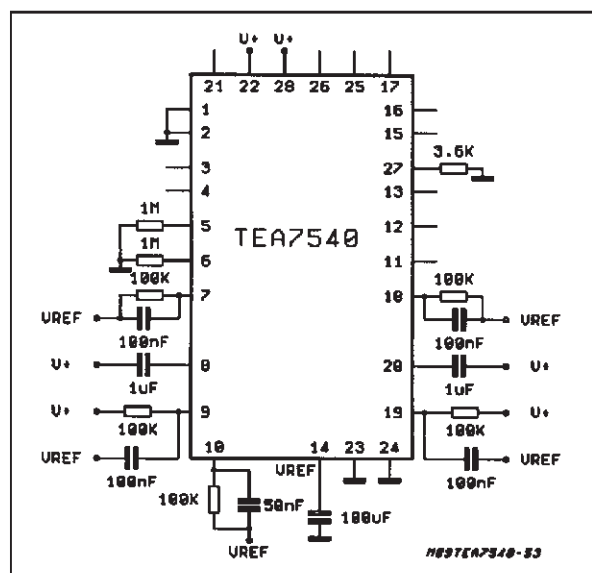 V+ V+
21 22 28 26 25 17
1 16
2 15
3 27 3.6K
4 13
1M 5 TEA7540 12
1M 6 11
100K 7 18 100K
VREF VREF
100nF 100nF
V+ 8 20 V+
1uF 1uF
V+ 9 19 V+
100K 100K
VREF 10 VREF 14 23 24 VREF
100nF 100nF
100K 50nF 100uF
VREF
M89TEA7540-53